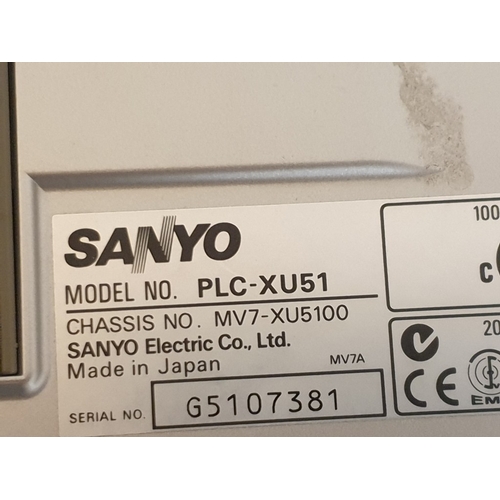 SANYO
MODEL NO. PLC-XU51
CHASSIS NO. MV7-XU5100
SANYO Electric Co., Ltd.
Made in Japan MV7A
SERIAL NO. G5107381
100
c
20
CE
EM